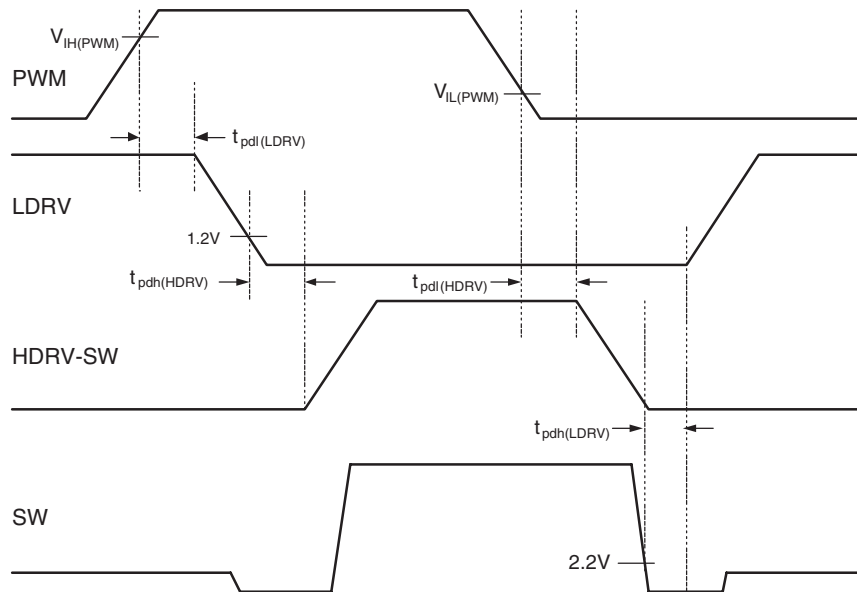 V_IH(PWM)
PWM
V_IL(PWM)
t_pdl(LDRV)
LDRV
1.2V
t_pdh(HDRV)
t_pdl(HDRV)
HDRV-SW
t_pdh(LDRV)
SW
2.2V